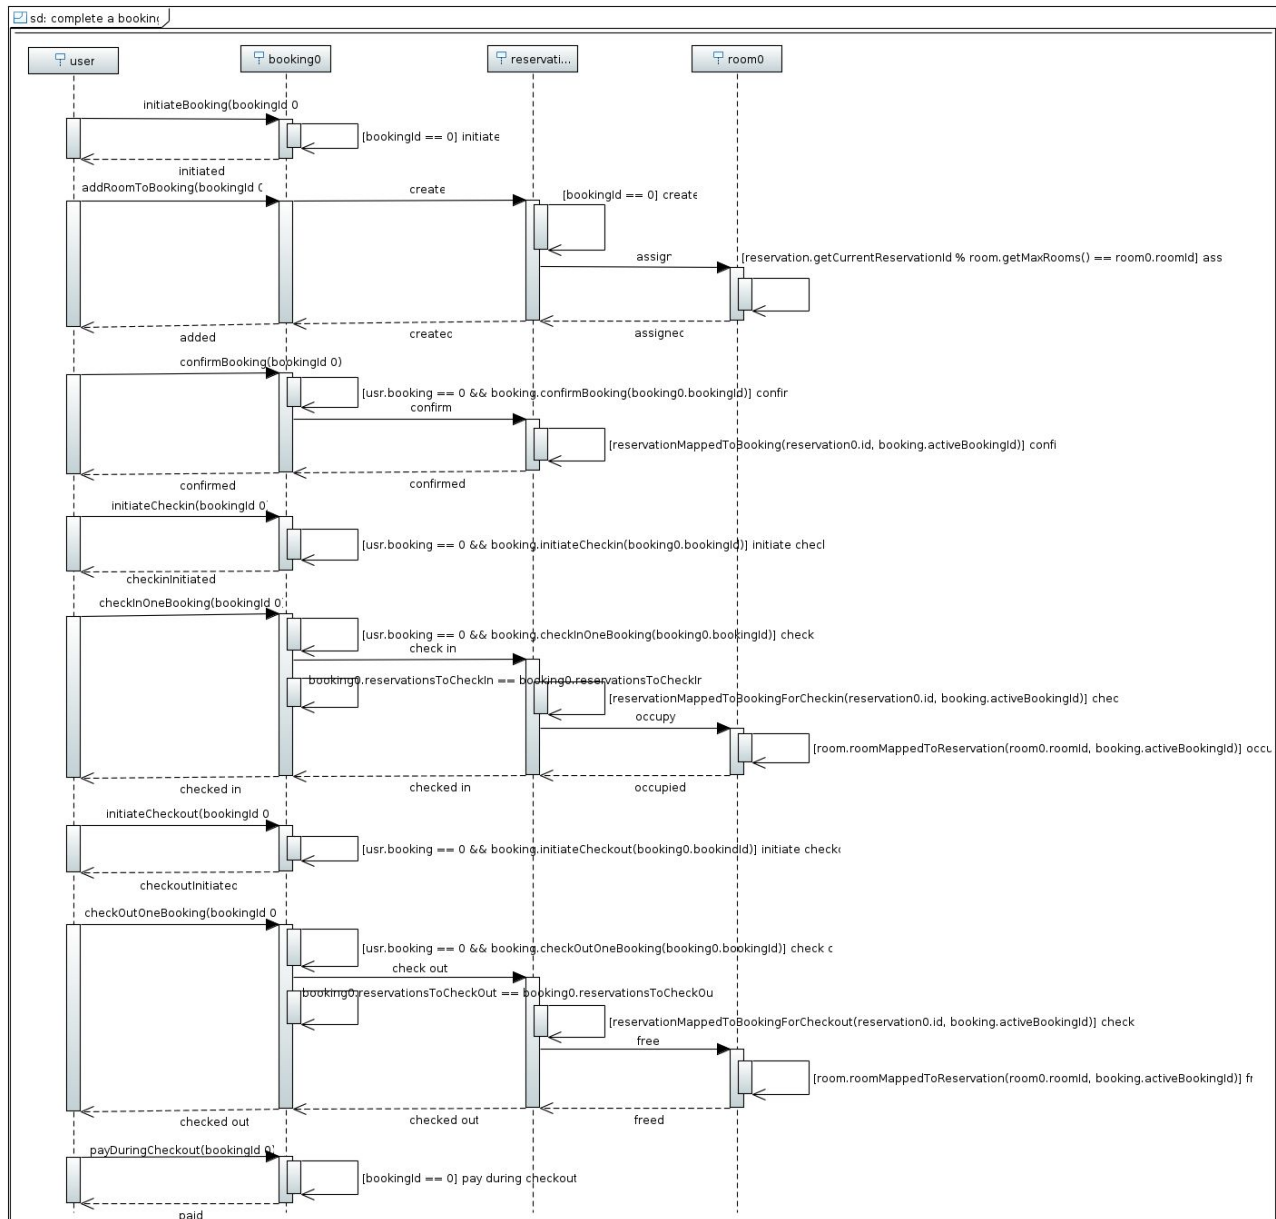 sd: complete a booking
user
booking0
reservati...
room0
initiateBooking(bookingId 0
[bookingId == 0] initiate
initiated
addRoomToBooking(bookingId 0
create
[bookingId == 0] create
assign
[reservation.getCurrentReservationId % room.getMaxRooms() == room0.roomId] ass
added
created
assigned
confirmBooking(bookingId 0)
[usr.booking == 0 && booking.confirmBooking(booking0.bookingId)] confir
confirm
[reservationMappedToBooking(reservation0.id, booking.activeBookingId)] confi
confirmed
confirmed
initiateCheckin(bookingId 0)
[usr.booking == 0 && booking.initiateCheckin(booking0.bookingId)] initiate checl
checkinInitiated
checkInOneBooking(bookingId 0)
[usr.booking == 0 && booking.checkInOneBooking(booking0.bookingId)] check
check in
booking0.reservationsToCheckIn == booking0.reservationsToCheckIr
[reservationMappedToBookingForCheckin(reservation0.id, booking.activeBookingId)] chec
occupy
[room.roomMappedToReservation(room0.roomId, booking.activeBookingId)] occu
checked in
checked in
occupied
initiateCheckout(bookingId 0
[usr.booking == 0 && booking.initiateCheckout(booking0.bookindId)] initiate checko
checkoutInitiated
checkOutOneBooking(bookingId 0
[usr.booking == 0 && booking.checkOutOneBooking(booking0.bookingId)] check o
check out
booking0.reservationsToCheckOut == booking0.reservationsToCheckOu
[reservationMappedToBookingForCheckout(reservation0.id, booking.activeBookingId)] check
free
[room.roomMappedToReservation(room0.roomId, booking.activeBookingId)] fr
checked out
checked out
freed
payDuringCheckout(bookingId 0)
[bookingId == 0] pay during checkout
paid